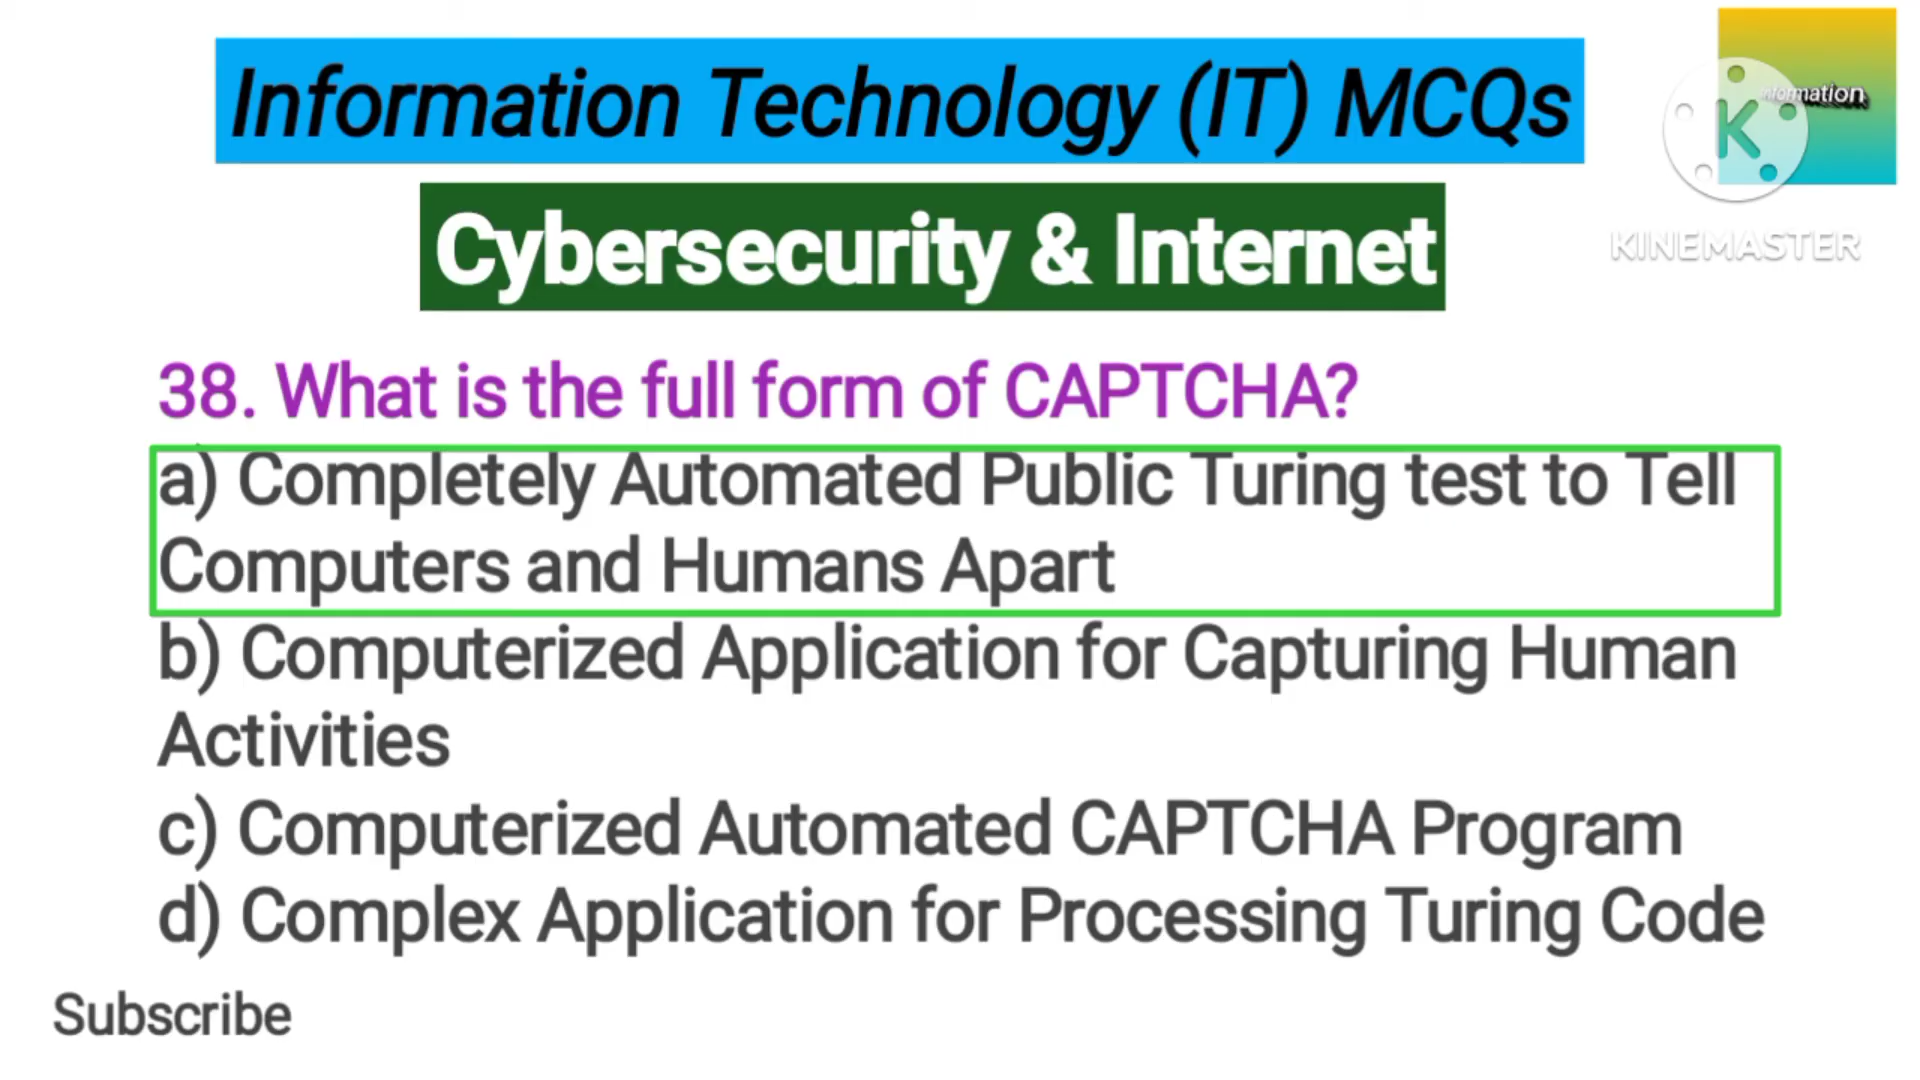 Information Technology (IT) MCQs
Cybersecurity & Internet
KINEMASTER
38. What is the full form of CAPTCHA?
a) Completely Automated Public Turing test to Tell
Computers and Humans Apart
b) Computerized Application for Capturing Human
Activities
c) Computerized Automated CAPTCHA Program
d) Complex Application for Processing Turing Code
Subscribe